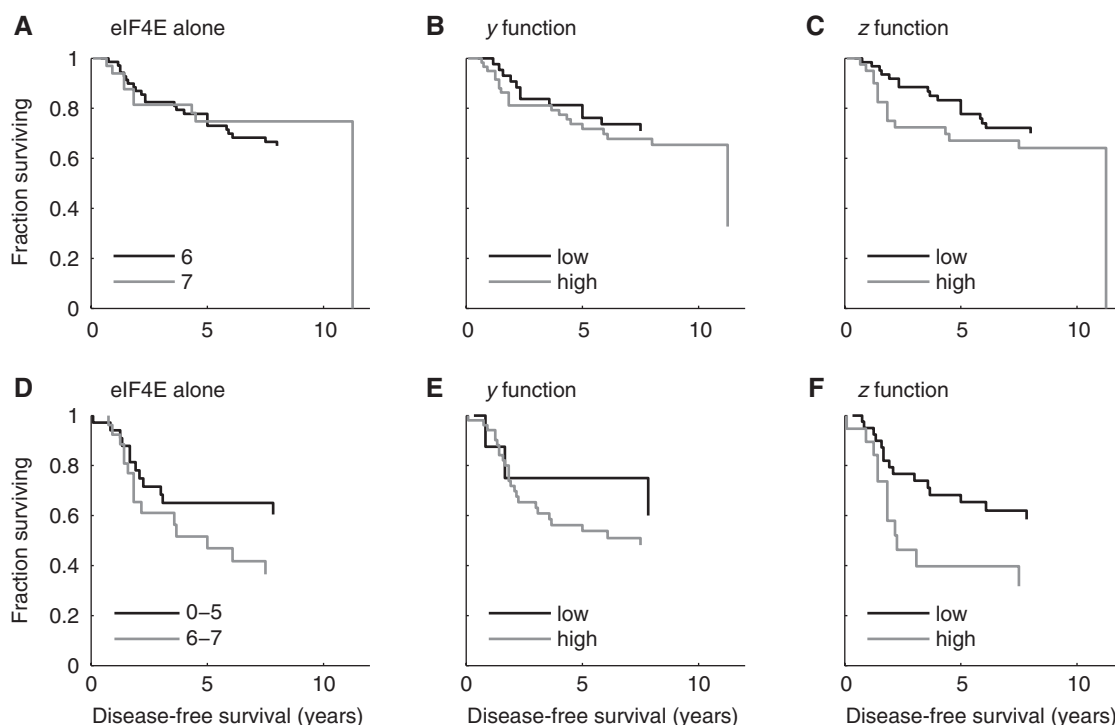 A eIF4E alone
B y function
C z function
Fraction surviving
1
0.8
0.6
0.4
0.2
0
6
7
low
high
low
high
0 5 10
0 5 10
0 5 10
D eIF4E alone
E y function
F z function
Fraction surviving
1
0.8
0.6
0.4
0.2
0
0–5
6–7
low
high
low
high
0 5 10
0 5 10
0 5 10
Disease-free survival (years)
Disease-free survival (years)
Disease-free survival (years)